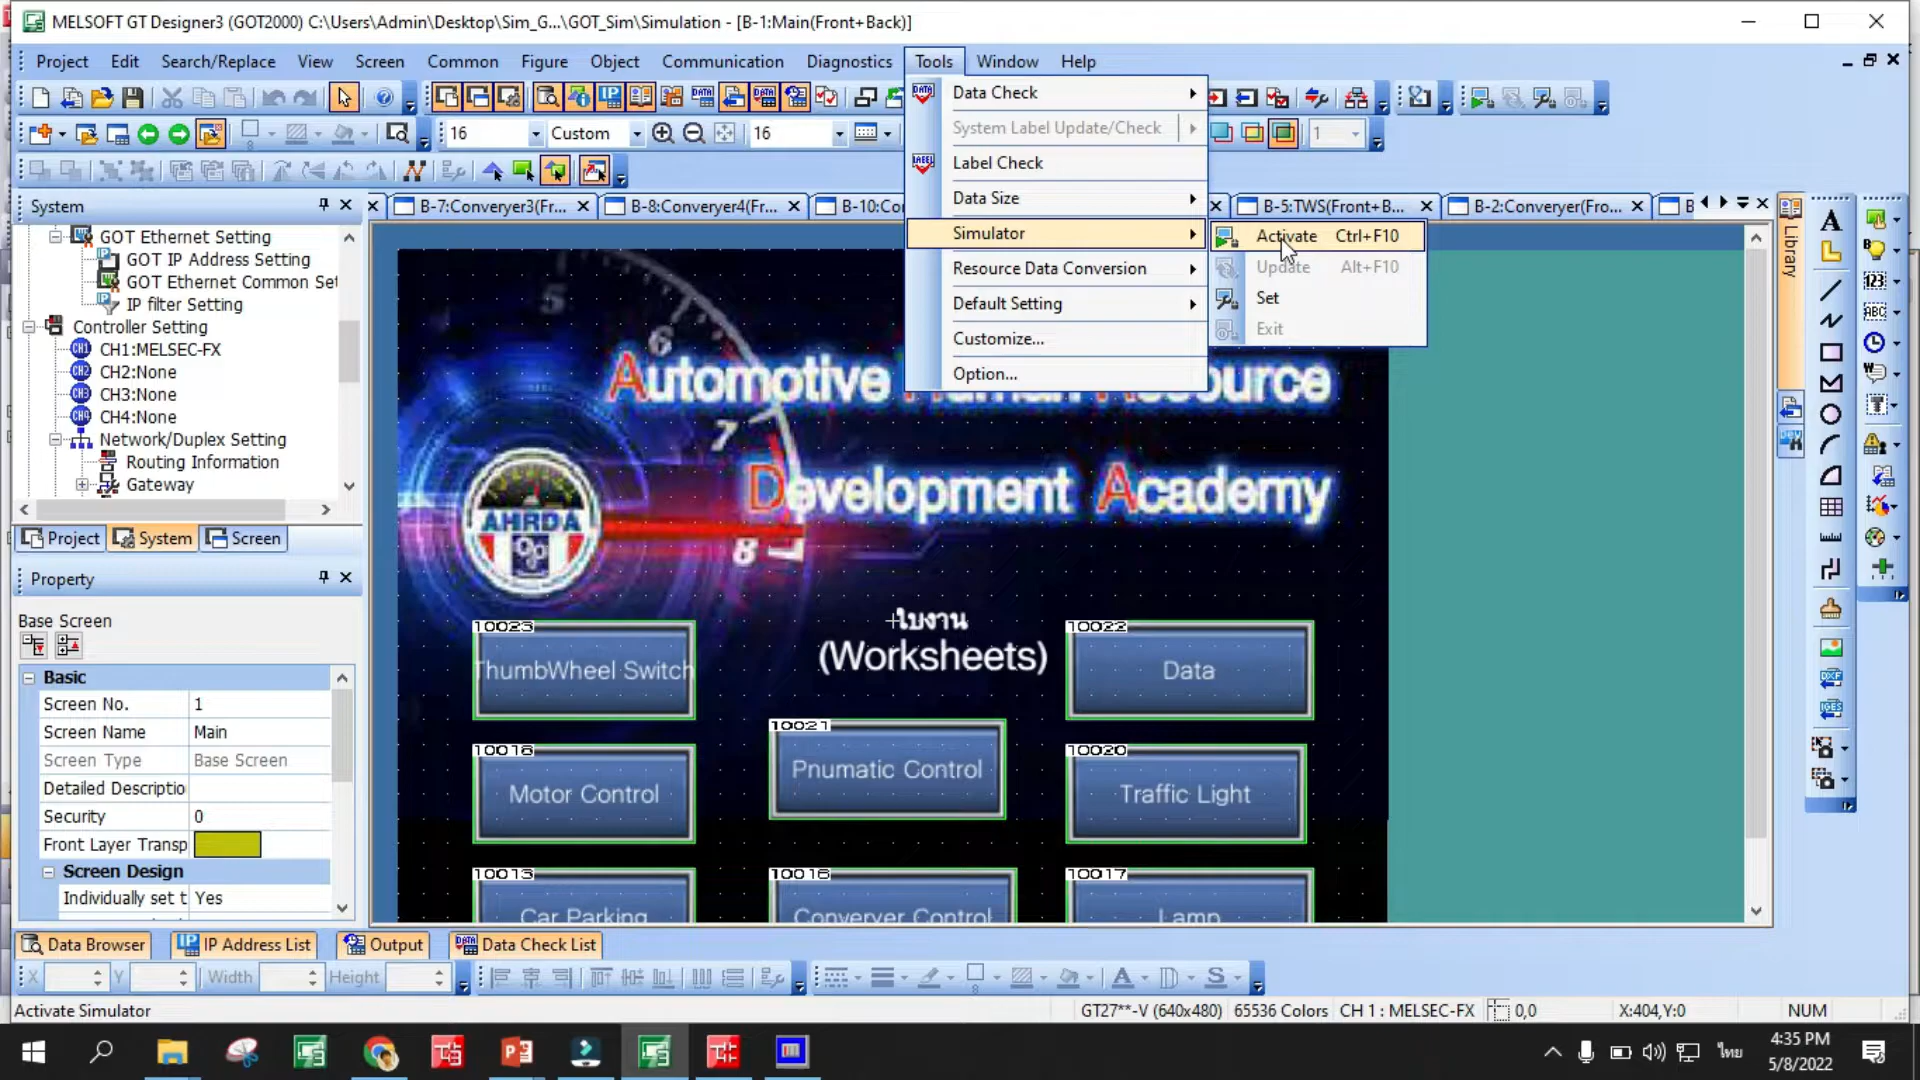 MELSOFT GT Designer3 (GOT2000) C:\Users\Admin\Desktop\Sim_G...\GOT_Sim\Simulation - [B-1:Main(Front+Back)]
Project Edit Search/Replace View Screen Common Figure Object Communication Diagnostics Tools Window Help
16 Custom 16 1
Data Check
System Label Update/Check
Label Check
Data Size
Simulator
Resource Data Conversion
Default Setting
Customize...
Option...
Activate Ctrl+F10
Update Alt+F10
Set
Exit
System
B-7:Converyer3(Fr... B-8:Converyer4(Fr... B-10:Co B-5:TWS(Front+B... B-2:Converyer(Fro...
Library
GOT Ethernet Setting
GOT IP Address Setting
GOT Ethernet Common Set
IP filter Setting
Controller Setting
CH1:MELSEC-FX
CH2:None
CH3:None
CH4:None
Network/Duplex Setting
Routing Information
Gateway
Project System Screen
Property
Base Screen
Basic
Screen No. 1
Screen Name Main
Screen Type Base Screen
Detailed Descriptio
Security 0
Front Layer Transp
Screen Design
Individually set t Yes
5
6
7
8
Automotive Human Resource
Development Academy
AHRDA
ใบงาน
(Worksheets)
10023
ThumbWheel Switch
10022
Data
10021
Pnumatic Control
10018
Motor Control
10020
Traffic Light
10013
Car Parking
10016
Converyer Control
10017
Lamp
Data Browser IP Address List Output Data Check List
X Y Width Height
Activate Simulator GT27**-V (640x480) 65536 Colors CH 1 : MELSEC-FX 0,0 X:404,Y:0 NUM
ไทย
4:35 PM
5/8/2022